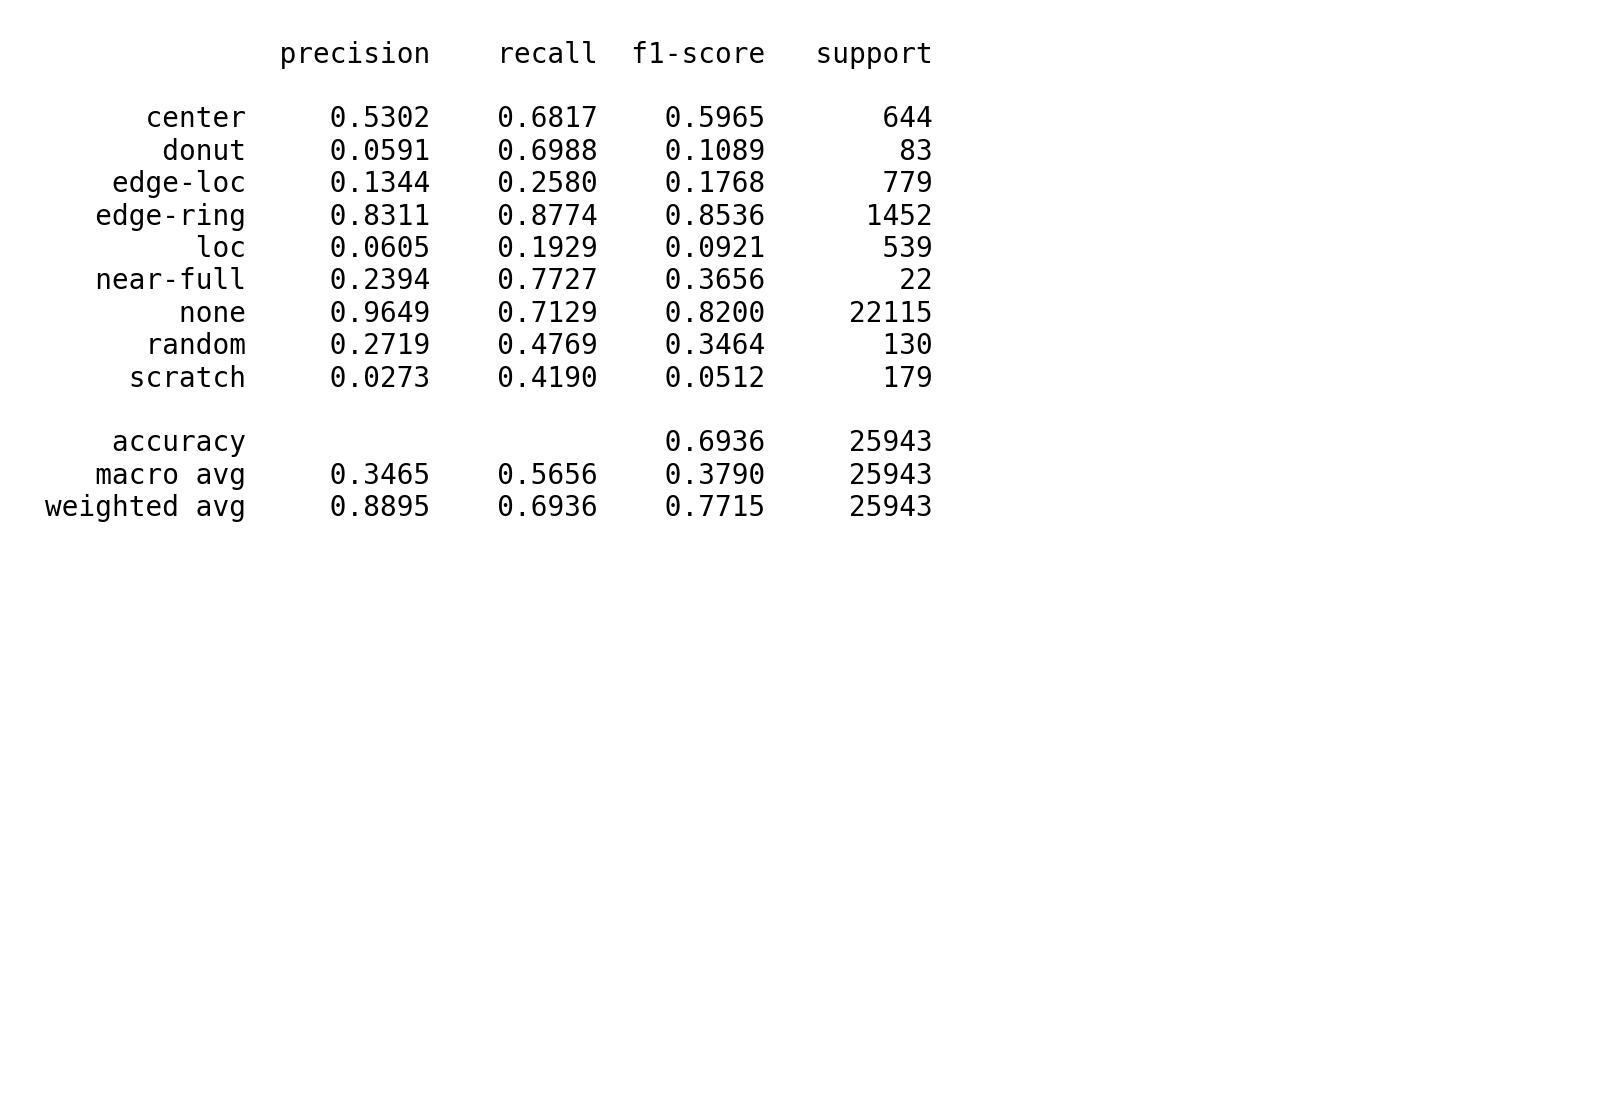 precision recall f1-score support
center 0.5302 0.6817 0.5965 644
donut 0.0591 0.6988 0.1089 83
edge-loc 0.1344 0.2580 0.1768 779
edge-ring 0.8311 0.8774 0.8536 1452
loc 0.0605 0.1929 0.0921 539
near-full 0.2394 0.7727 0.3656 22
none 0.9649 0.7129 0.8200 22115
random 0.2719 0.4769 0.3464 130
scratch 0.0273 0.4190 0.0512 179
accuracy 0.6936 25943
macro avg 0.3465 0.5656 0.3790 25943
weighted avg 0.8895 0.6936 0.7715 25943